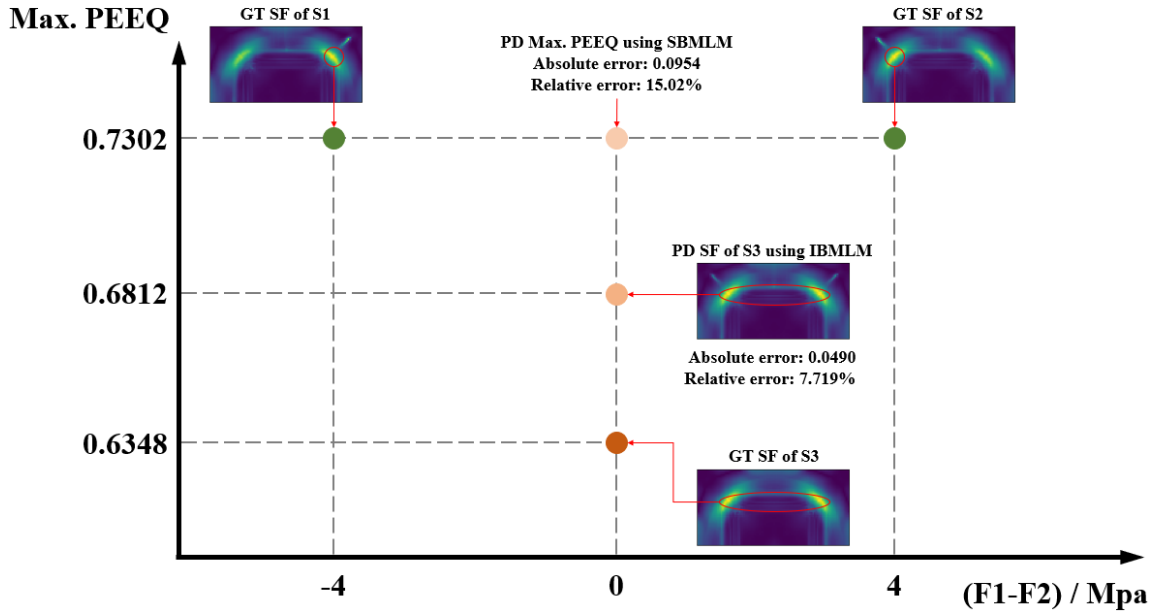 Max. PEEQ
GT SF of S1
GT SF of S2
PD Max. PEEQ using SBMLM
Absolute error: 0.0954
Relative error: 15.02%
0.7302
PD SF of S3 using IBMLM
0.6812
Absolute error: 0.0490
Relative error: 7.719%
0.6348
GT SF of S3
-4
0
4
(F1-F2) / Mpa